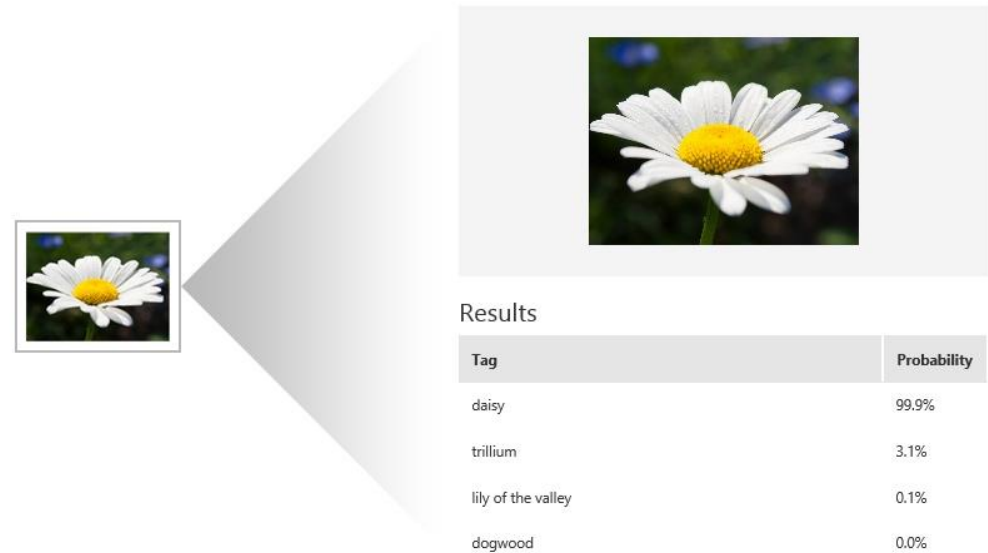 Results
Tag Probability
daisy 99.9%
trillium 3.1%
lily of the valley 0.1%
dogwood 0.0%